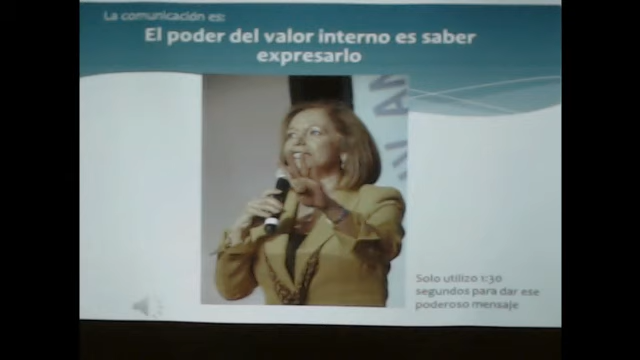 La comunicación es:
El poder del valor interno es saber
expresarlo
Solo utilizo 1:30
segundos para dar ese
poderoso mensaje